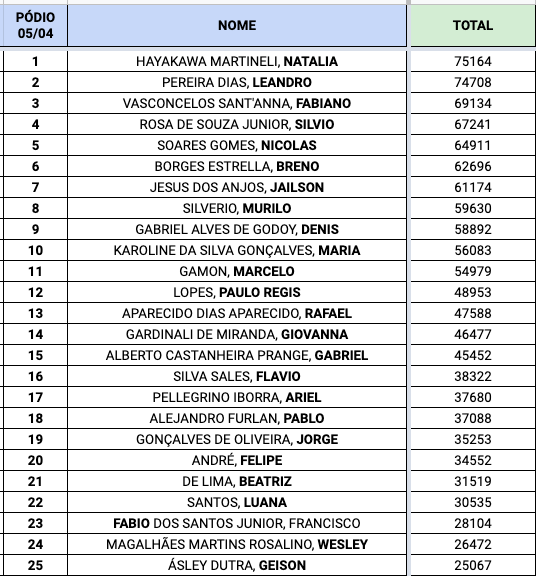 PÓDIO 05/04 NOME TOTAL
1 HAYAKAWA MARTINELI, NATALIA 75164
2 PEREIRA DIAS, LEANDRO 74708
3 VASCONCELOS SANT'ANNA, FABIANO 69134
4 ROSA DE SOUZA JUNIOR, SILVIO 67241
5 SOARES GOMES, NICOLAS 64911
6 BORGES ESTRELLA, BRENO 62696
7 JESUS DOS ANJOS, JAILSON 61174
8 SILVERIO, MURILO 59630
9 GABRIEL ALVES DE GODOY, DENIS 58892
10 KAROLINE DA SILVA GONÇALVES, MARIA 56083
11 GAMON, MARCELO 54979
12 LOPES, PAULO REGIS 48953
13 APARECIDO DIAS APARECIDO, RAFAEL 47588
14 GARDINALI DE MIRANDA, GIOVANNA 46477
15 ALBERTO CASTANHEIRA PRANGE, GABRIEL 45452
16 SILVA SALES, FLAVIO 38322
17 PELLEGRINO IBORRA, ARIEL 37680
18 ALEJANDRO FURLAN, PABLO 37088
19 GONÇALVES DE OLIVEIRA, JORGE 35253
20 ANDRÉ, FELIPE 34552
21 DE LIMA, BEATRIZ 31519
22 SANTOS, LUANA 30535
23 FABIO DOS SANTOS JUNIOR, FRANCISCO 28104
24 MAGALHÃES MARTINS ROSALINO, WESLEY 26472
25 ÁSLEY DUTRA, GEISON 25067